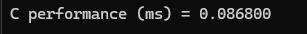 C performance (ms) = 0.086800